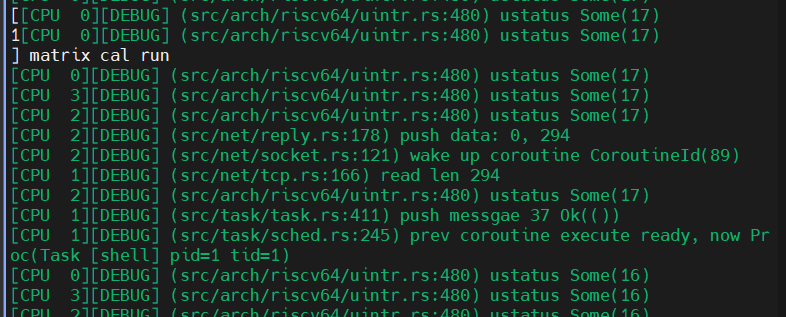 [[CPU  0][DEBUG] (src/arch/riscv64/uintr.rs:480) ustatus Some(17)
1[CPU  0][DEBUG] (src/arch/riscv64/uintr.rs:480) ustatus Some(17)
] matrix cal run
[CPU  0][DEBUG] (src/arch/riscv64/uintr.rs:480) ustatus Some(17)
[CPU  3][DEBUG] (src/arch/riscv64/uintr.rs:480) ustatus Some(17)
[CPU  2][DEBUG] (src/arch/riscv64/uintr.rs:480) ustatus Some(17)
[CPU  2][DEBUG] (src/net/reply.rs:178) push data: 0, 294
[CPU  2][DEBUG] (src/net/socket.rs:121) wake up coroutine CoroutineId(89)
[CPU  1][DEBUG] (src/net/tcp.rs:166) read len 294
[CPU  2][DEBUG] (src/arch/riscv64/uintr.rs:480) ustatus Some(17)
[CPU  1][DEBUG] (src/task/task.rs:411) push messgae 37 Ok(())
[CPU  1][DEBUG] (src/task/sched.rs:245) prev coroutine execute ready, now Pr
oc(Task [shell] pid=1 tid=1)
[CPU  0][DEBUG] (src/arch/riscv64/uintr.rs:480) ustatus Some(16)
[CPU  3][DEBUG] (src/arch/riscv64/uintr.rs:480) ustatus Some(16)
[CPU  2][DEBUG] (src/arch/riscv64/uintr.rs:480) ustatus Some(16)